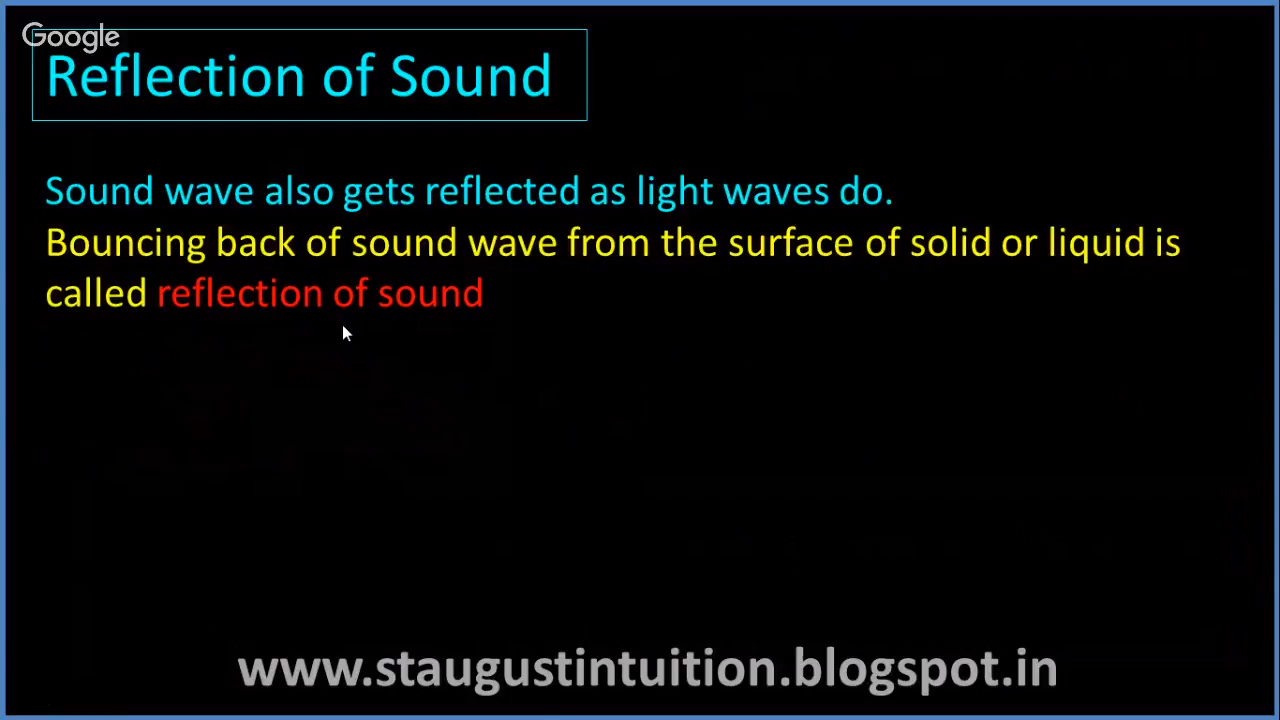 Google
Reflection of Sound
Sound wave also gets reflected as light waves do.
Bouncing back of sound wave from the surface of solid or liquid is
called reflection of sound
www.staugustintuition.blogspot.in